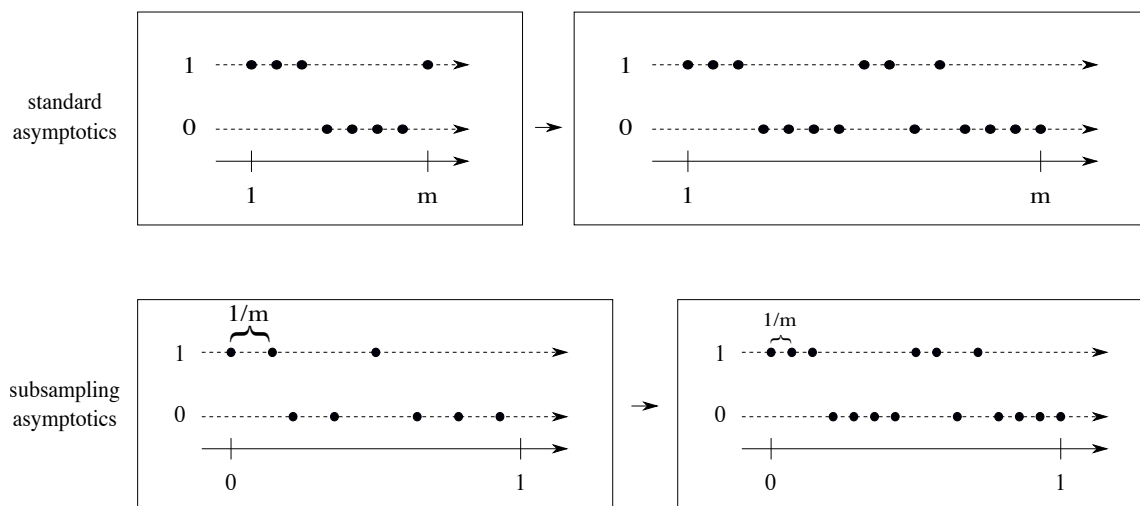 standard
asymptotics
1
0
1 m
1
0
1 m
subsampling
asymptotics
1/m
1
0
0 1
1/m
1
0
0 1